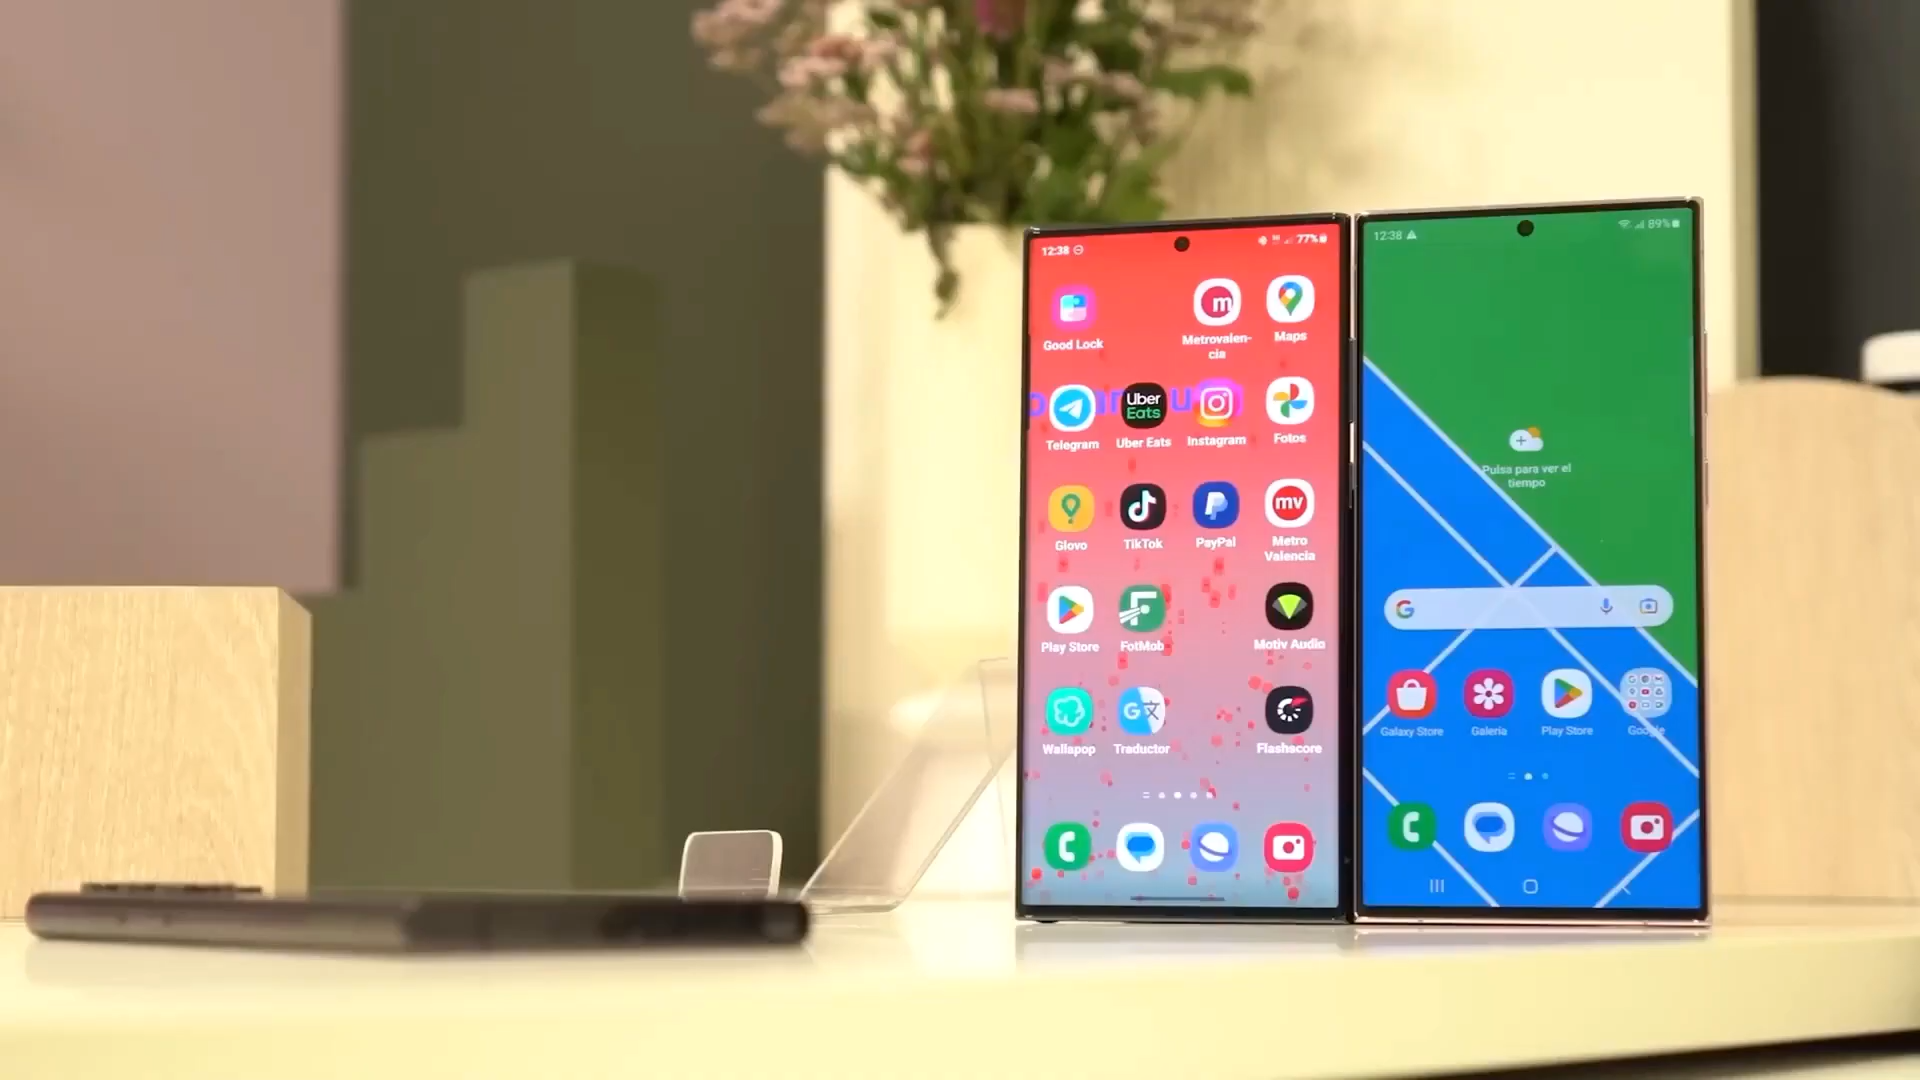 12:38
77%
Good Lock
m
Metrovalen-
cia
Maps
Telegram
Uber
Eats
Uber Eats
Instagram
Fotos
Glovo
TikTok
PayPal
mv
Metro
Valencia
Play Store
FotMob
Motiv Audio
Wallapop
Traductor
Flashscore
12:38
89%
Pulsa para ver el
tiempo
G
Galaxy Store
Galería
Play Store
Google